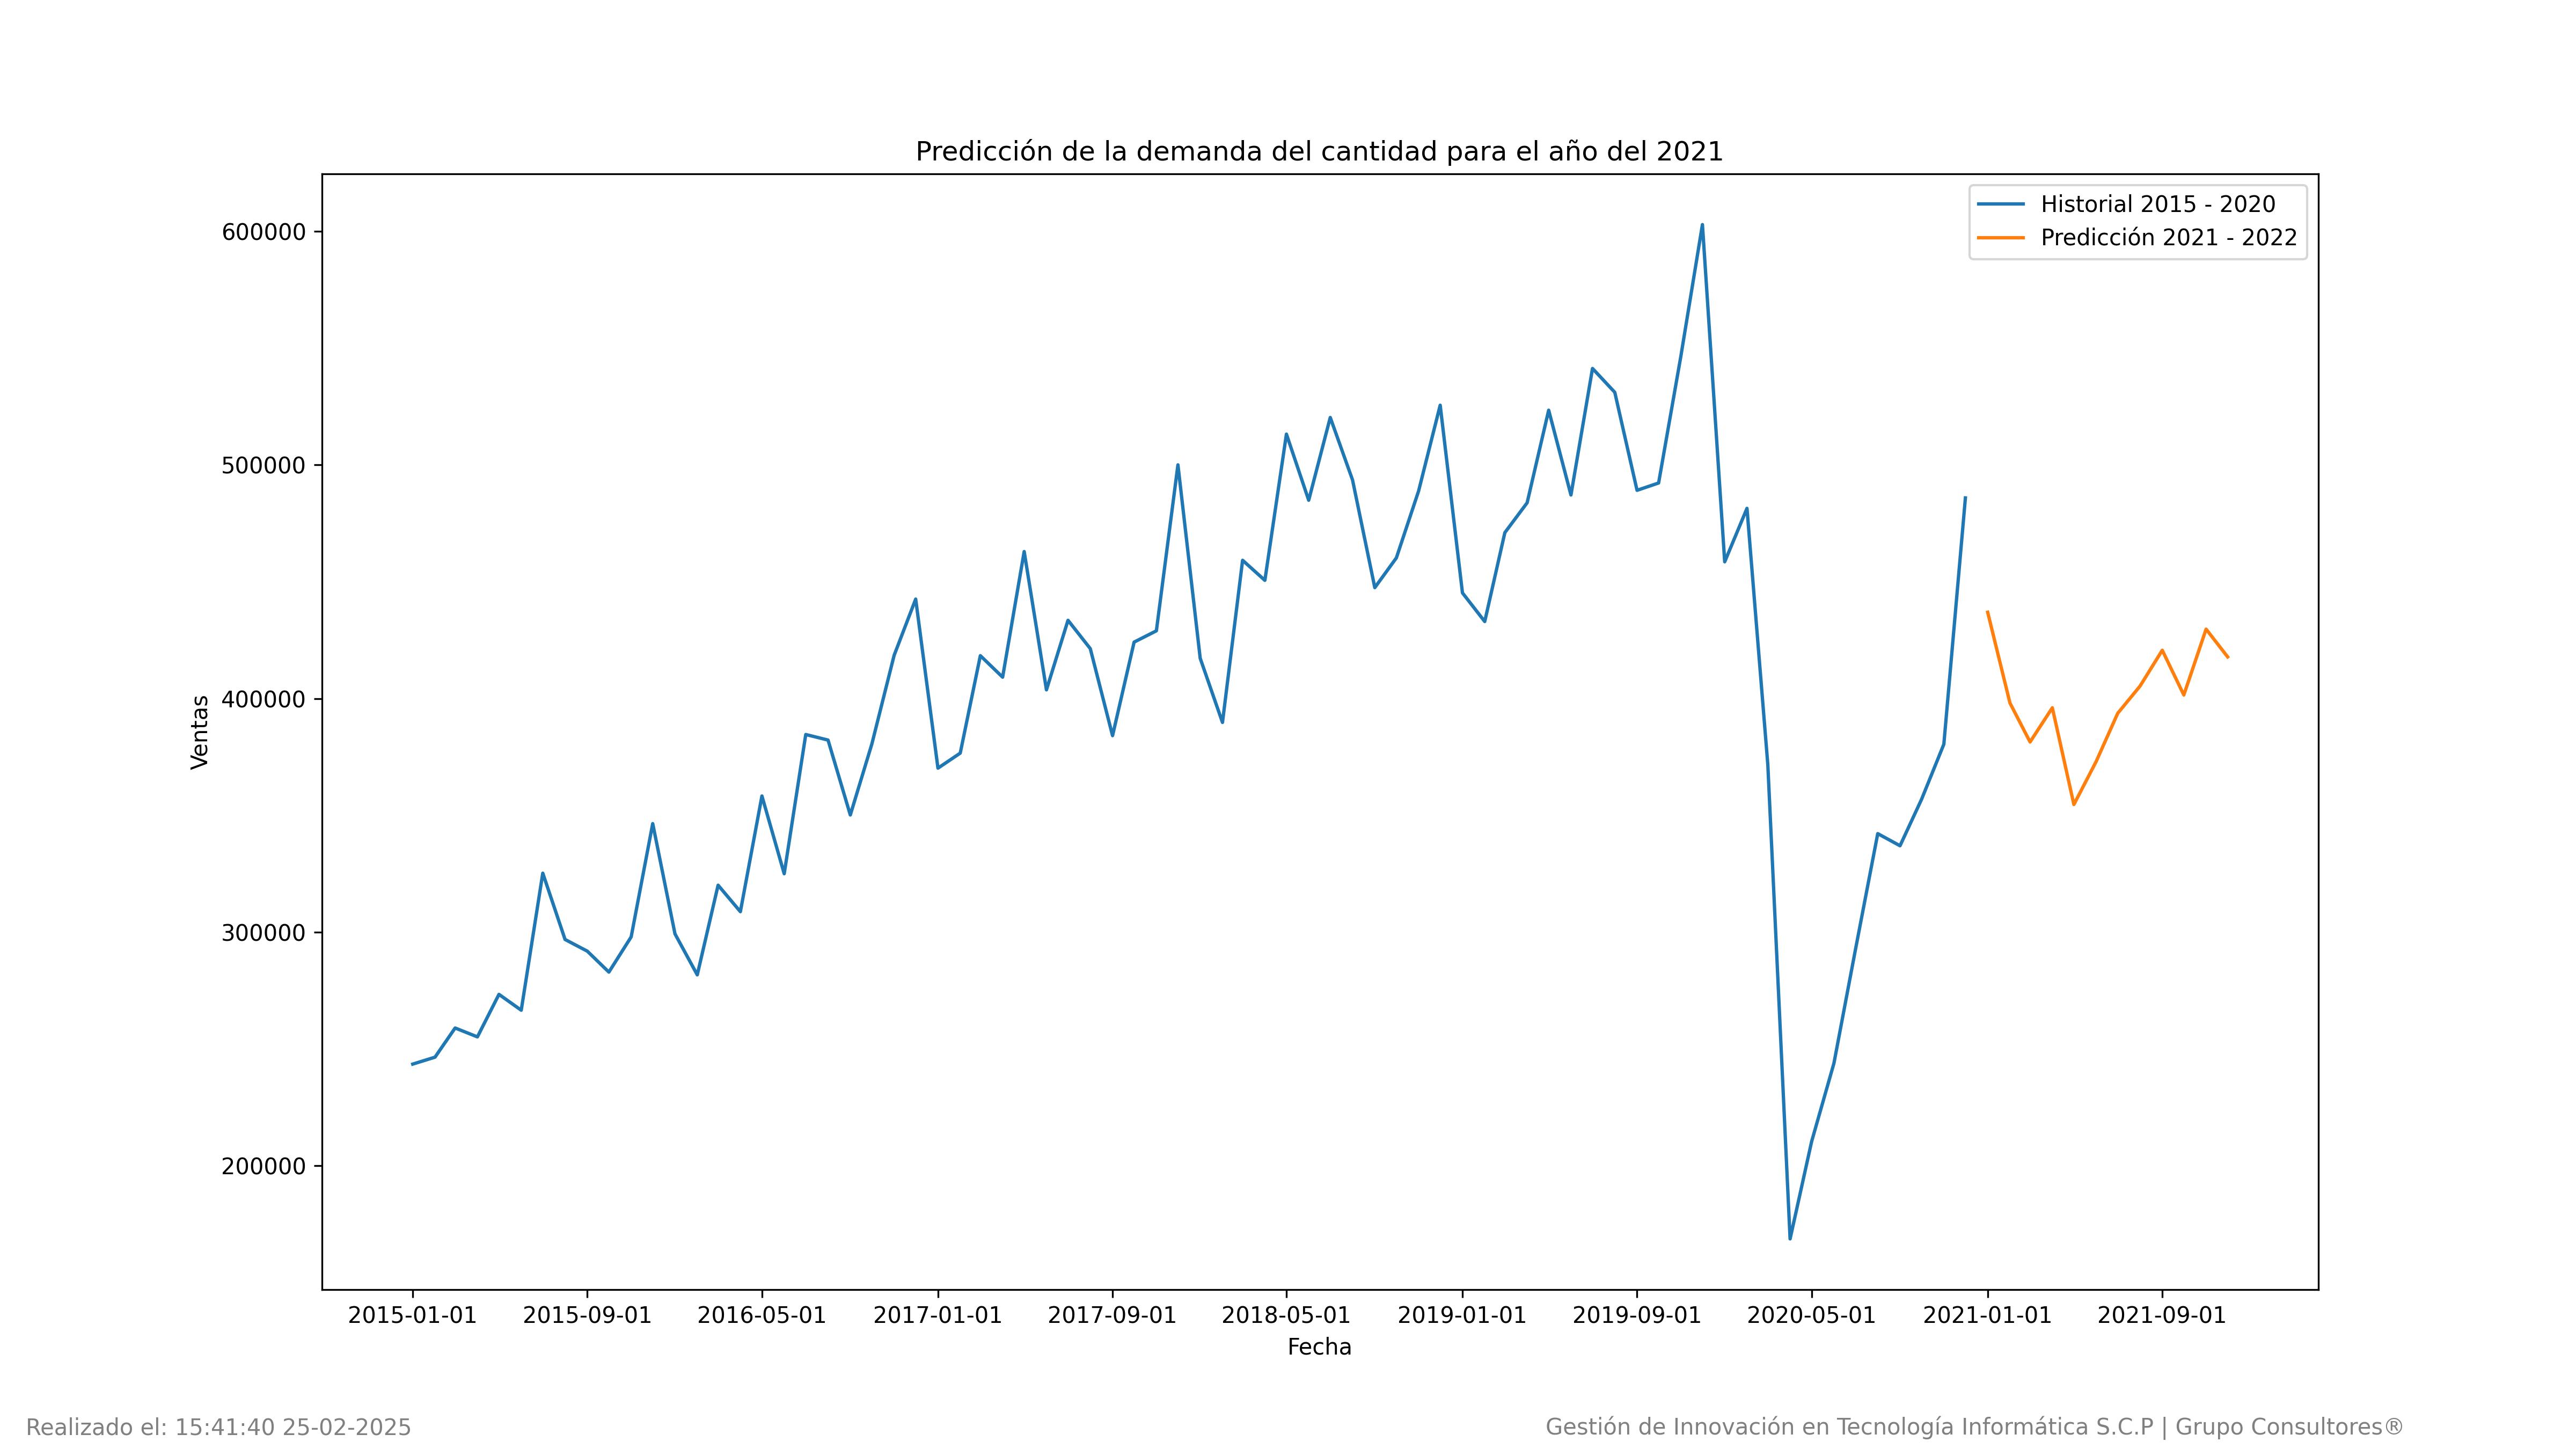 Predicción de la demanda del cantidad para el año del 2021
Historial 2015 - 2020
Predicción 2021 - 2022
600000
500000
400000
300000
200000
Ventas
2015-01-01 2015-09-01 2016-05-01 2017-01-01 2017-09-01 2018-05-01 2019-01-01 2019-09-01 2020-05-01 2021-01-01 2021-09-01
Fecha
Realizado el: 15:41:40 25-02-2025
Gestión de Innovación en Tecnología Informática S.C.P | Grupo Consultores®